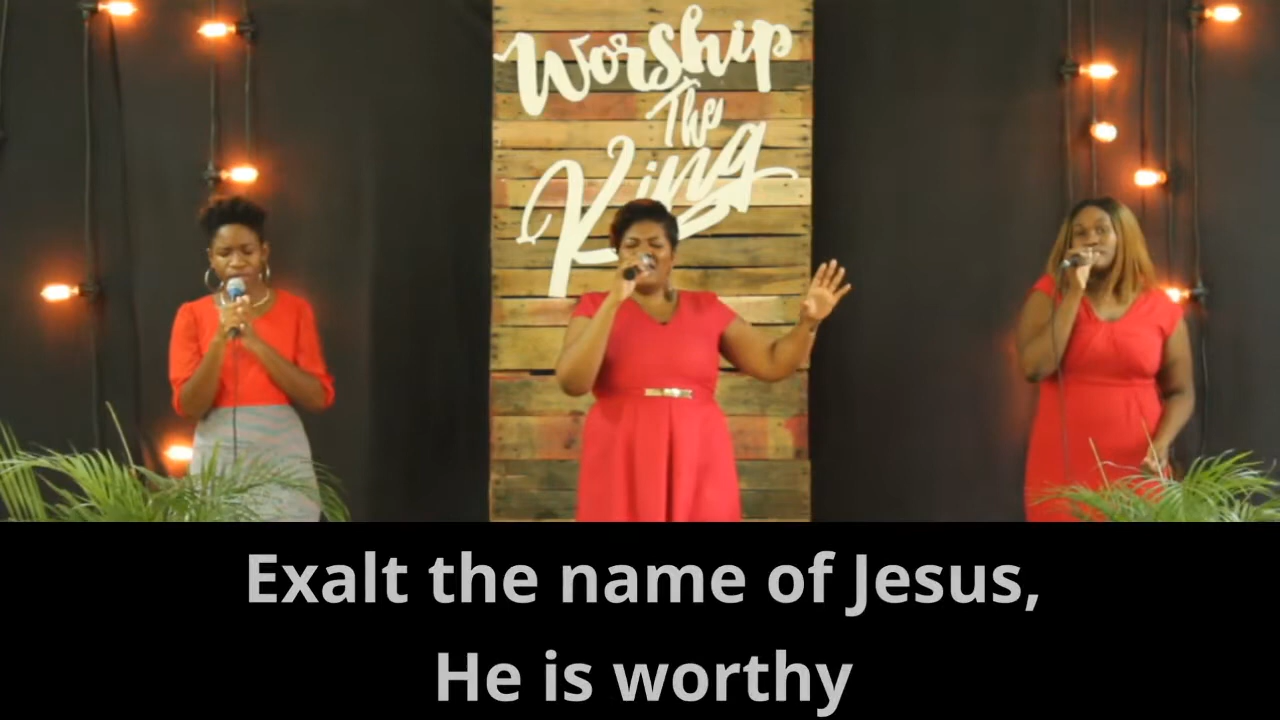 Worship
The
King
Exalt the name of Jesus,
He is worthy